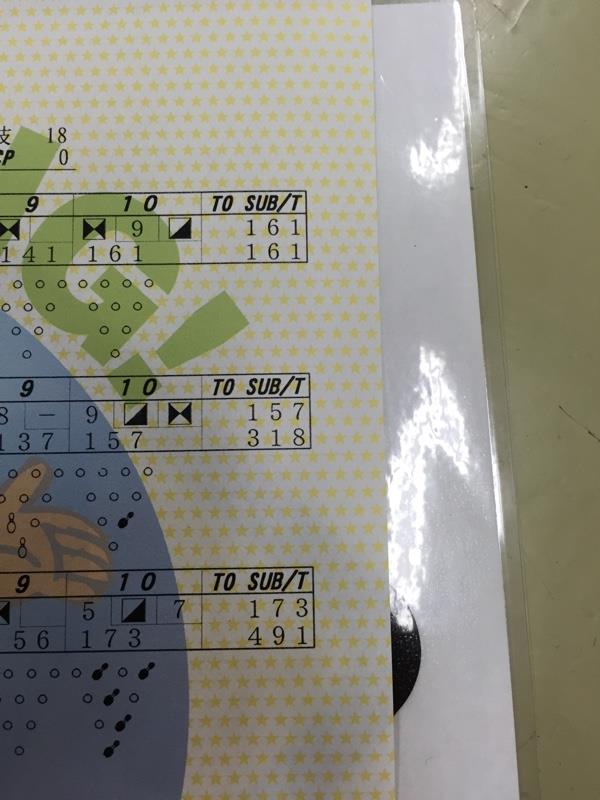 技 18
CP 0
G!
9 10 TO SUB/T
9 161
141 161 161
9 10 TO SUB/T
8 - 9 157
137 157 318
9 10 TO SUB/T
5 7 173
56 173 491